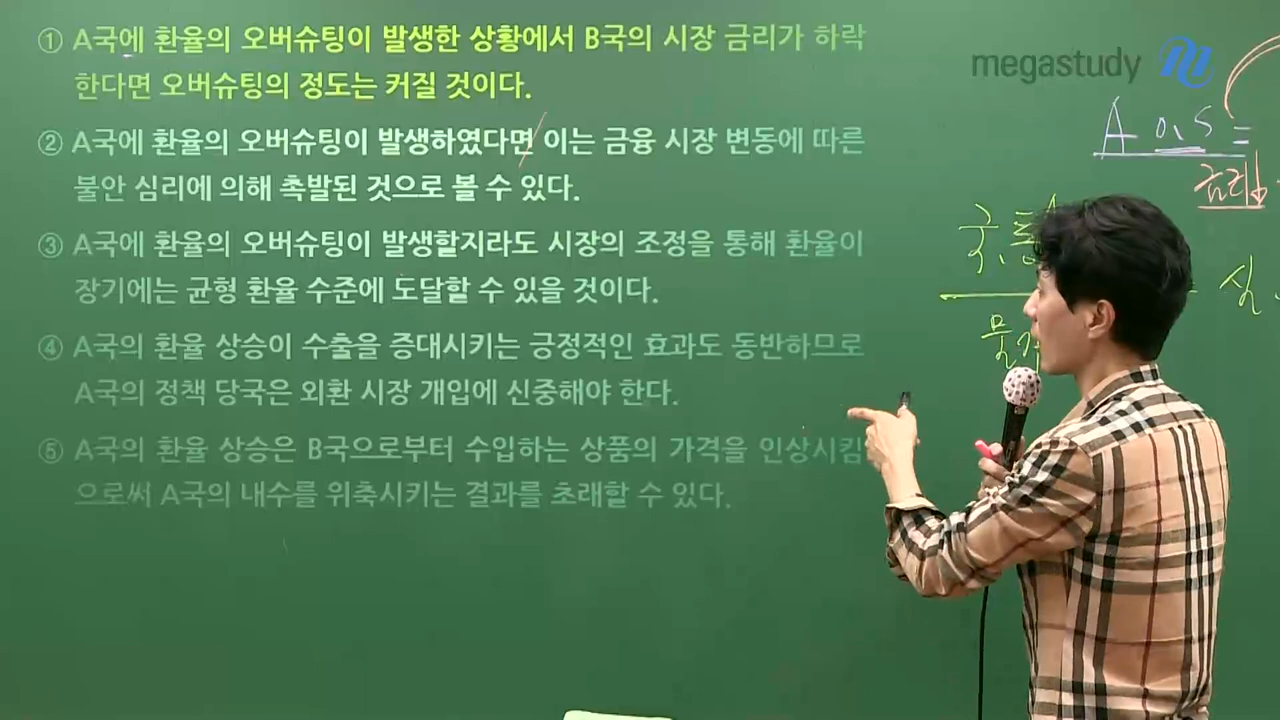 ① A국에 환율의 오버슈팅이 발생한 상황에서 B국의 시장 금리가 하락
한다면 오버슈팅의 정도는 커질 것이다.
② A국에 환율의 오버슈팅이 발생하였다면 이는 금융 시장 변동에 따른
불안 심리에 의해 촉발된 것으로 볼 수 있다.
③ A국에 환율의 오버슈팅이 발생할지라도 시장의 조정을 통해 환율이
장기에는 균형 환율 수준에 도달할 수 있을 것이다.
④ A국의 환율 상승이 수출을 증대시키는 긍정적인 효과도 동반하므로
A국의 정책 당국은 외환 시장 개입에 신중해야 한다.
⑤ A국의 환율 상승은 B국으로부터 수입하는 상품의 가격을 인상시킴
으로써 A국의 내수를 위축시키는 결과를 초래할 수 있다.
megastudy
A o.s =
금리↓